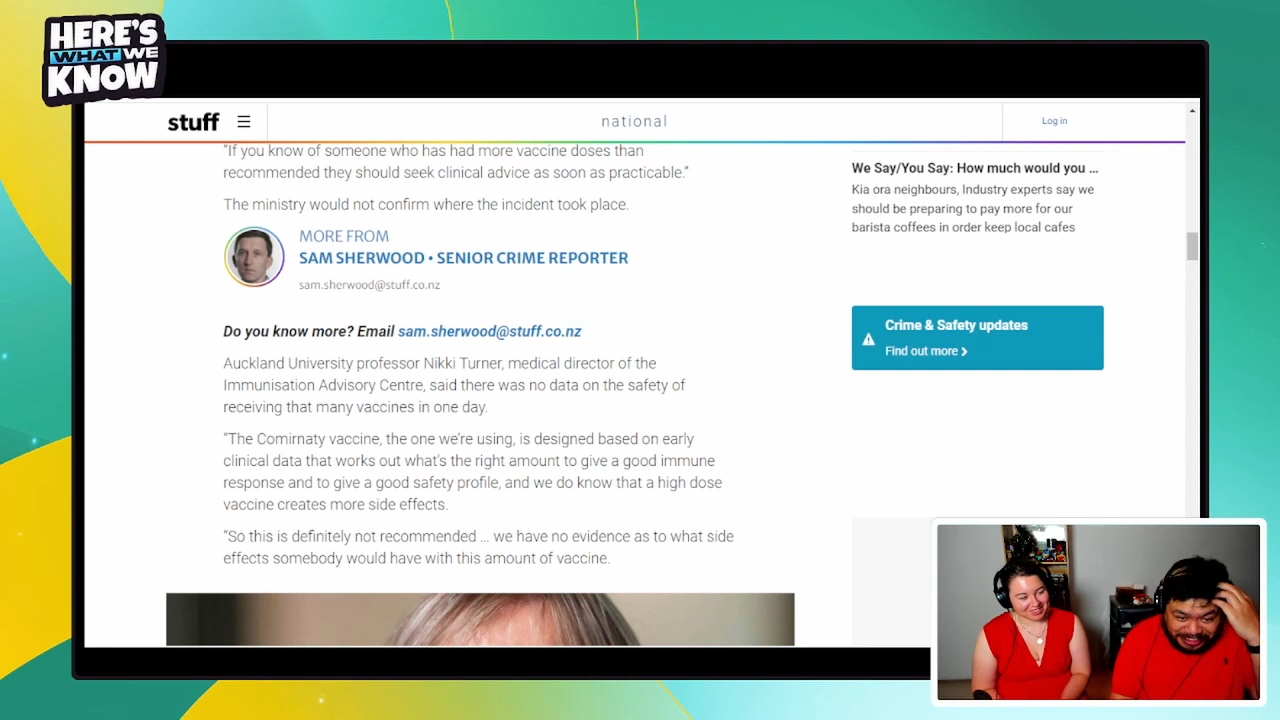 HERE'S
WHAT WE
KNOW
stuff
national
Log in
“If you know of someone who has had more vaccine doses than
recommended they should seek clinical advice as soon as practicable.”
The ministry would not confirm where the incident took place.
MORE FROM
SAM SHERWOOD • SENIOR CRIME REPORTER
sam.sherwood@stuff.co.nz
Do you know more? Email sam.sherwood@stuff.co.nz
Auckland University professor Nikki Turner, medical director of the
Immunisation Advisory Centre, said there was no data on the safety of
receiving that many vaccines in one day.
“The Comirnaty vaccine, the one we're using, is designed based on early
clinical data that works out what's the right amount to give a good immune
response and to give a good safety profile, and we do know that a high dose
vaccine creates more side effects.
“So this is definitely not recommended ... we have no evidence as to what side
effects somebody would have with this amount of vaccine.
We Say/You Say: How much would you ...
Kia ora neighbours, Industry experts say we
should be preparing to pay more for our
barista coffees in order keep local cafes
Crime & Safety updates
Find out more